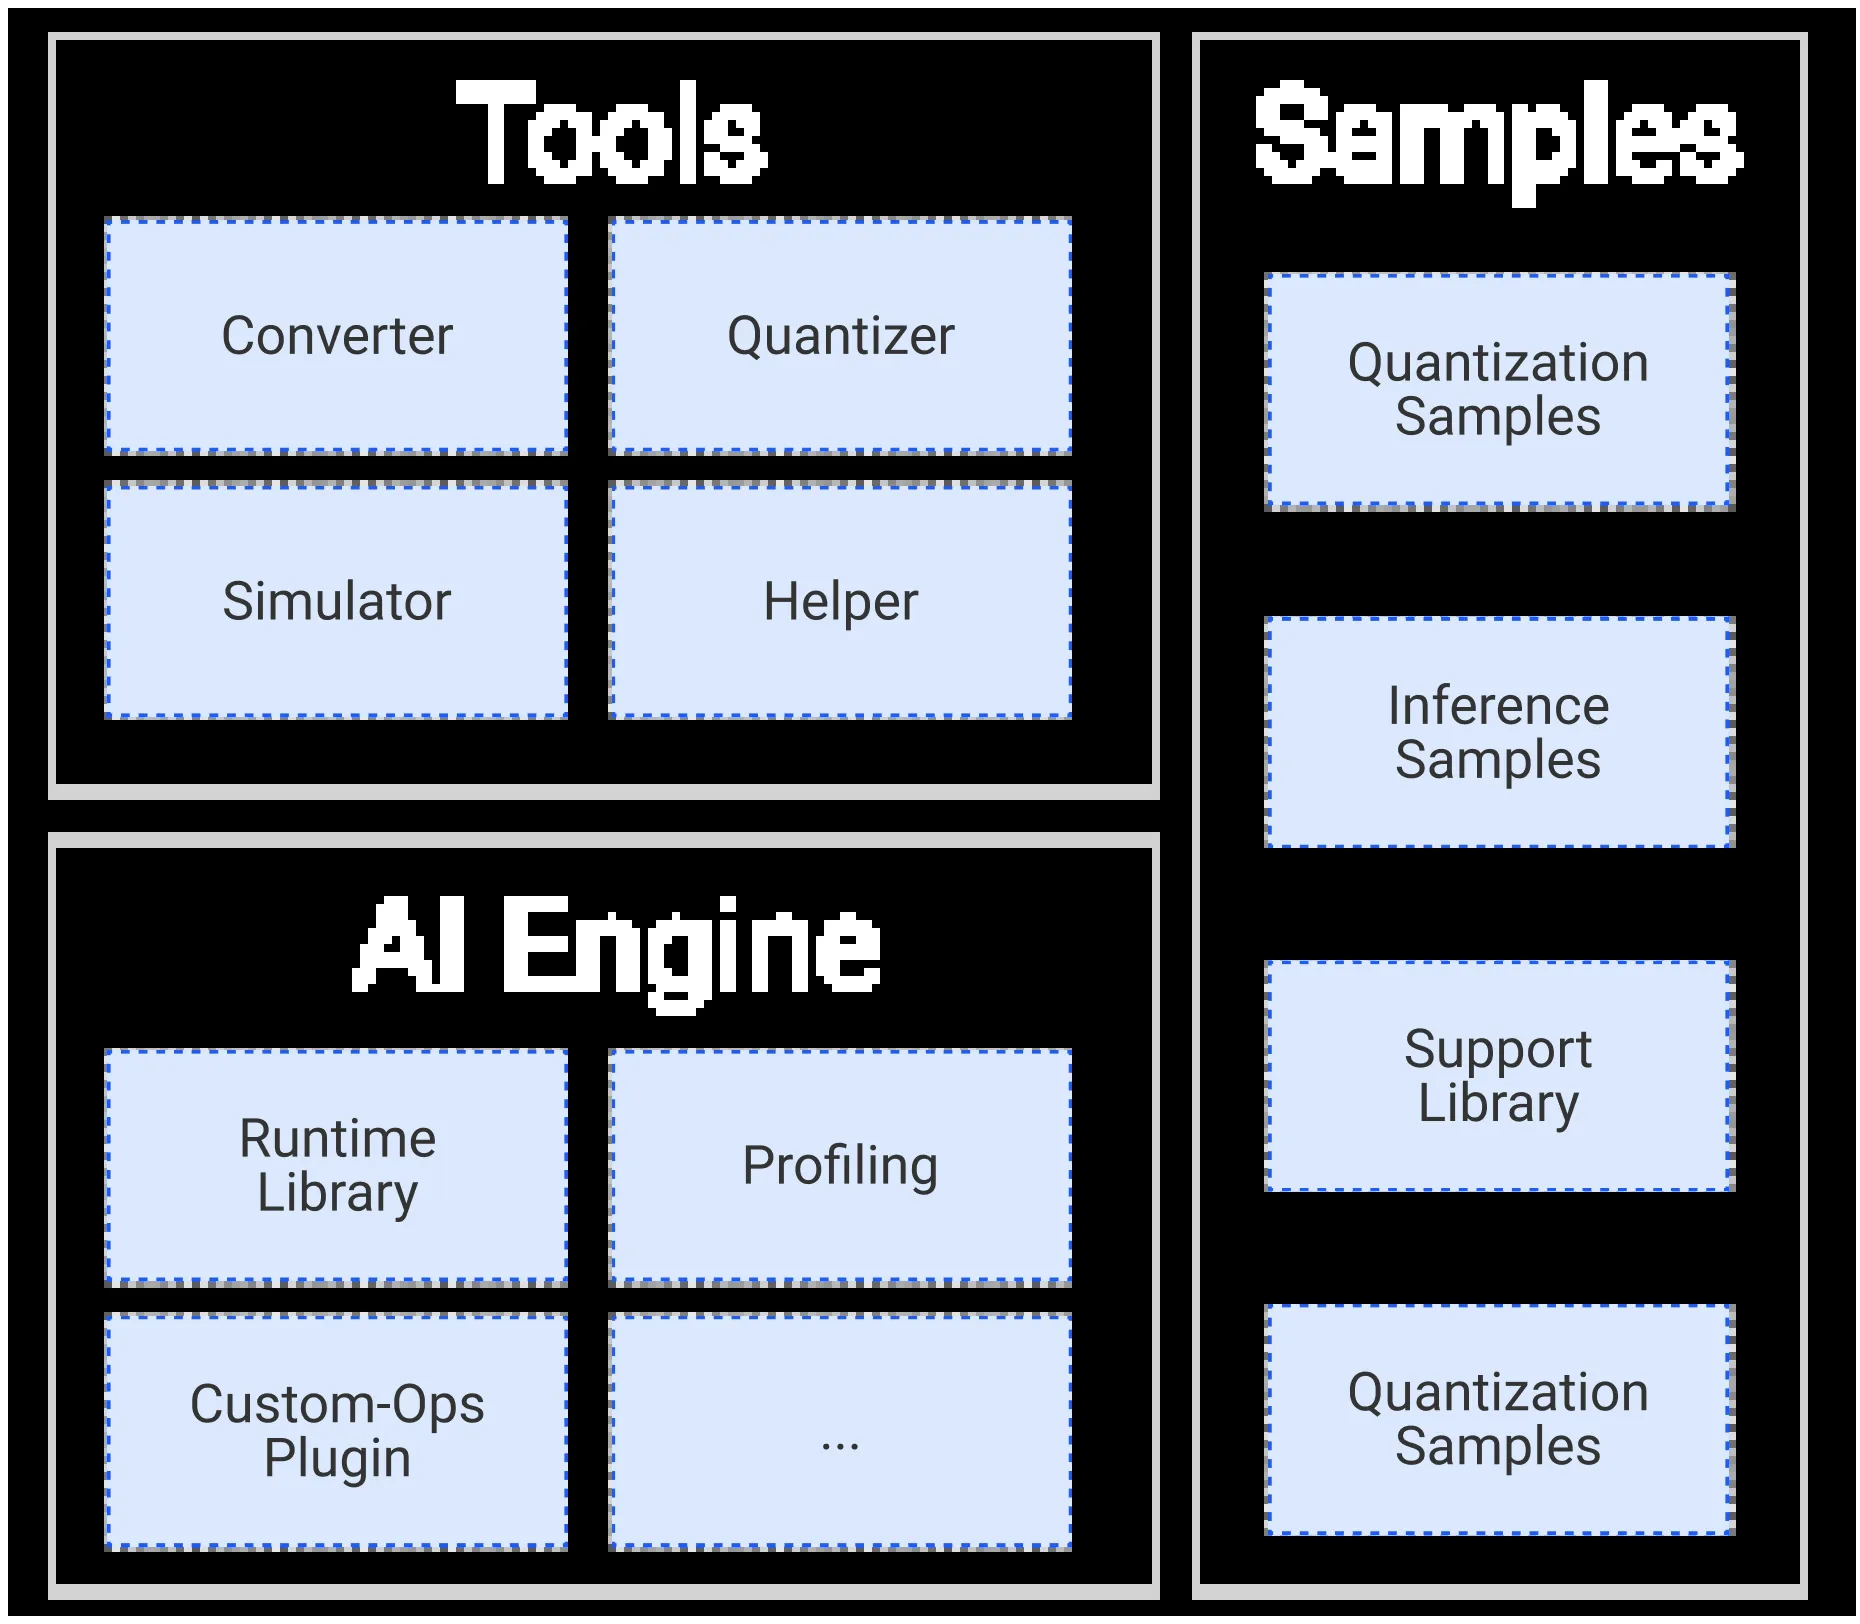 Tools
Converter
Quantizer
Simulator
Helper
AI Engine
Runtime
Library
Profiling
Custom-Ops
Plugin
...
Samples
Quantization
Samples
Inference
Samples
Support
Library
Quantization
Samples